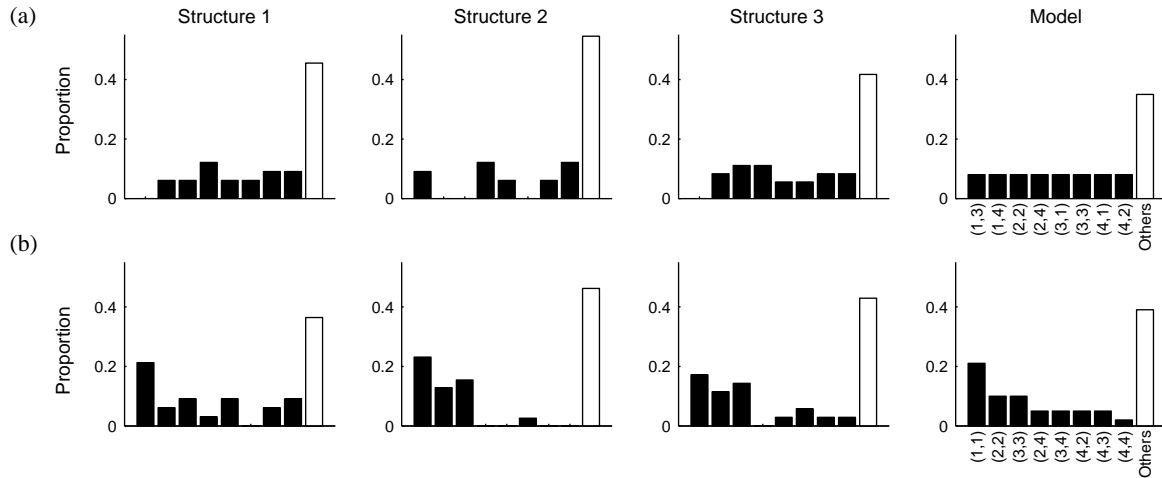 (a)
Structure 1 Structure 2 Structure 3 Model
Proportion
0.4 0.4 0.4 0.4
0.2 0.2 0.2 0.2
0 0 0 0
(1,3) (1,4) (2,2) (2,4) (3,1) (3,3) (4,1) (4,2) Others
(b)
Proportion
0.4 0.4 0.4 0.4
0.2 0.2 0.2 0.2
0 0 0 0
(1,1) (2,2) (3,3) (2,4) (3,4) (4,2) (4,3) (4,4) Others